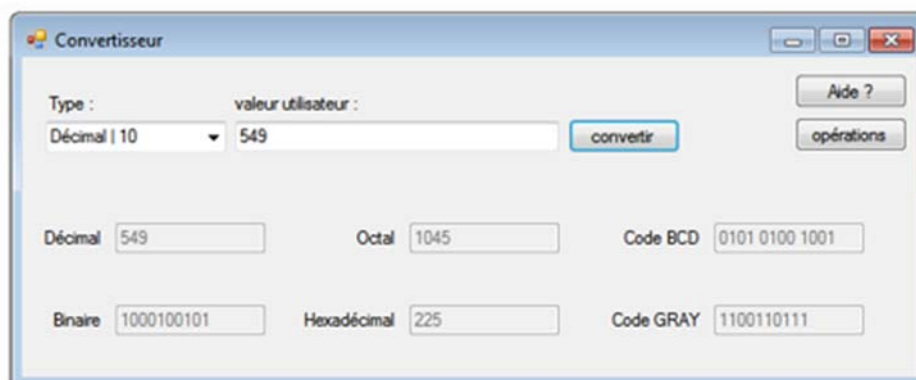 Convertisseur
Type :
valeur utilisateur :
Aide ?
Décimal | 10
549
convertir
opérations
Décimal 549
Octal 1045
Code BCD 0101 0100 1001
Binaire 1000100101
Hexadécimal 225
Code GRAY 1100110111